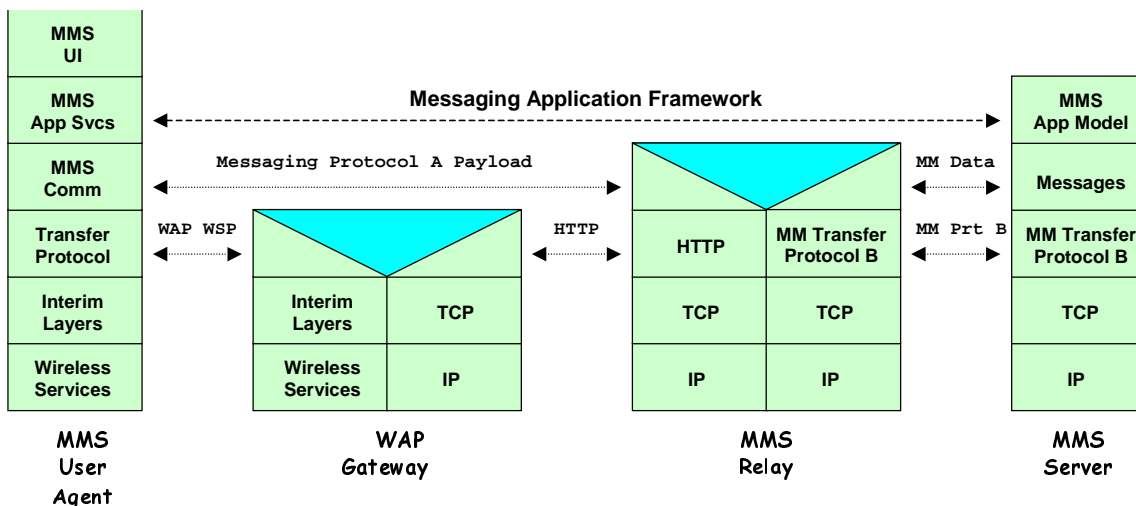 MMS
UI
MMS
App Svcs
MMS
Comm
Transfer
Protocol
Interim
Layers
Wireless
Services
MMS
User
Agent
Messaging Application Framework
Messaging Protocol A Payload
WAP WSP
Interim
Layers
TCP
Wireless
Services
IP
WAP
Gateway
HTTP
HTTP
MM Transfer
Protocol B
TCP
TCP
IP
IP
MMS
Relay
MM Data
MM Prt B
MMS
App Model
Messages
MM Transfer
Protocol B
TCP
IP
MMS
Server